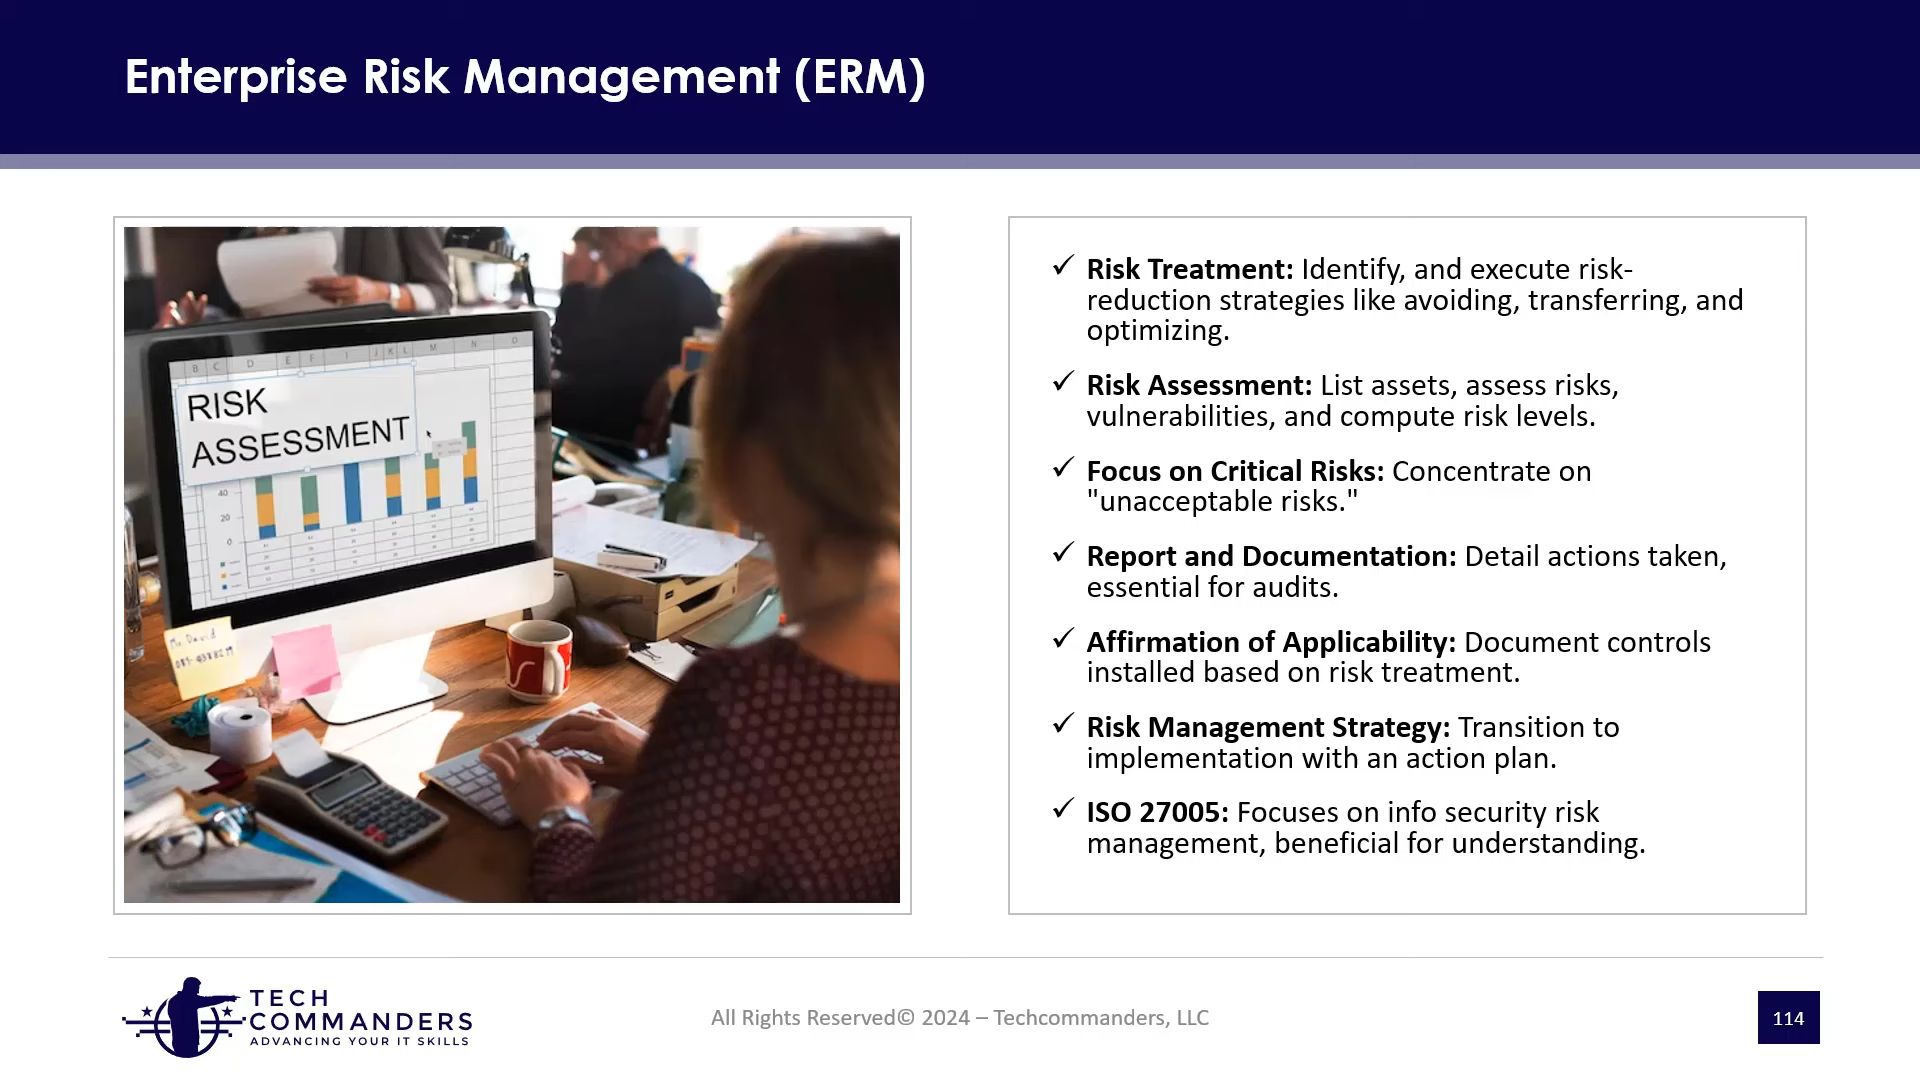 Enterprise Risk Management (ERM)
RISK
ASSESSMENT
40
20
0
B C D E F I J K L M N O
Mr. David
✓ Risk Treatment: Identify, and execute risk-
reduction strategies like avoiding, transferring, and
optimizing.
✓ Risk Assessment: List assets, assess risks,
vulnerabilities, and compute risk levels.
✓ Focus on Critical Risks: Concentrate on
"unacceptable risks."
✓ Report and Documentation: Detail actions taken,
essential for audits.
✓ Affirmation of Applicability: Document controls
installed based on risk treatment.
✓ Risk Management Strategy: Transition to
implementation with an action plan.
✓ ISO 27005: Focuses on info security risk
management, beneficial for understanding.
TECH
COMMANDERS
ADVANCING YOUR IT SKILLS
All Rights Reserved© 2024 – Techcommanders, LLC
114